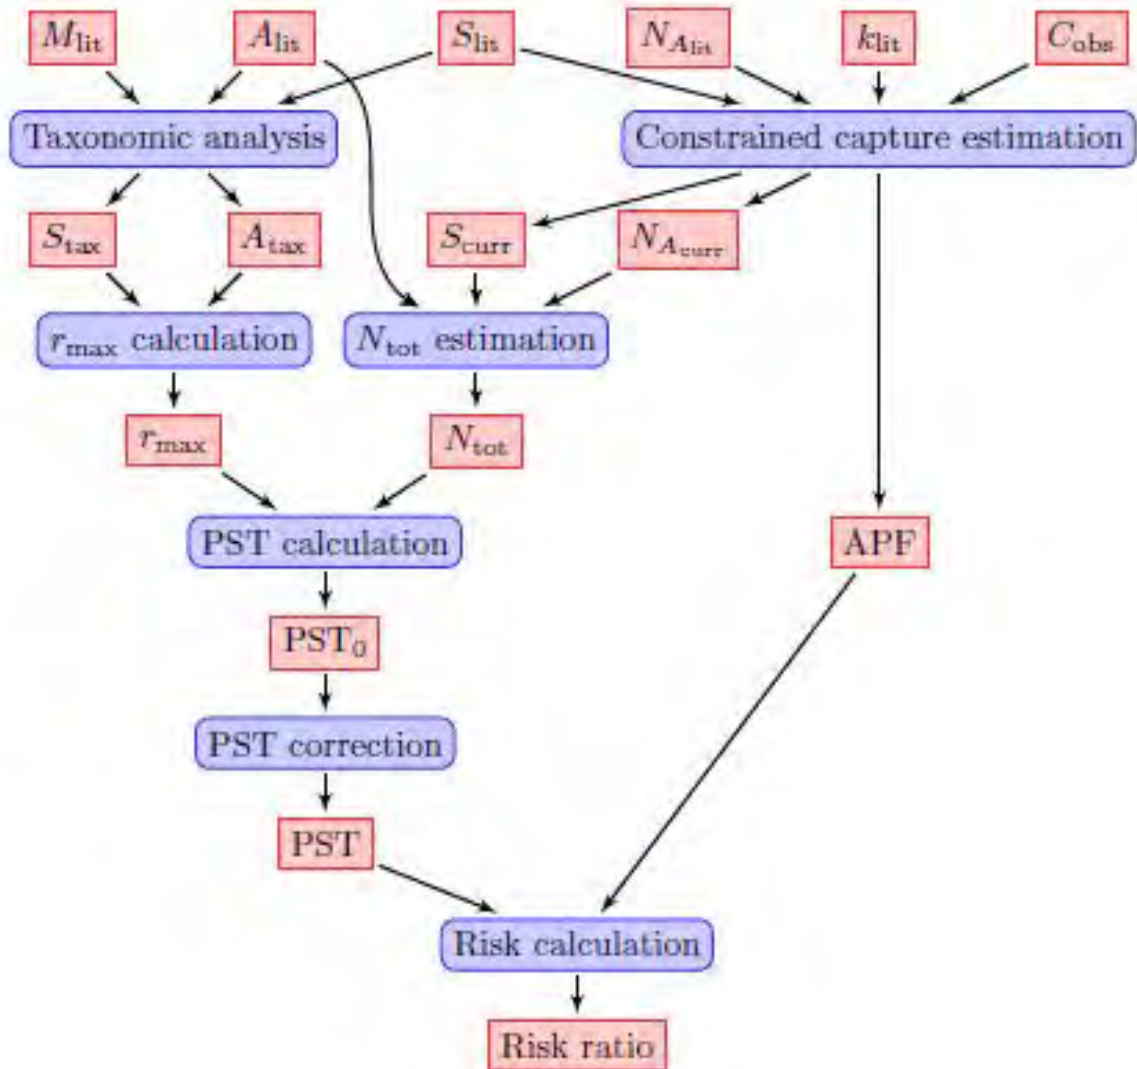 M_lit A_lit S_lit N_A_lit k_lit C_obs
Taxonomic analysis Constrained capture estimation
S_tax A_tax S_curr N_A_curr
r_max calculation N_tot estimation
r_max N_tot
PST calculation APF
PST_0
PST correction
PST
Risk calculation
Risk ratio